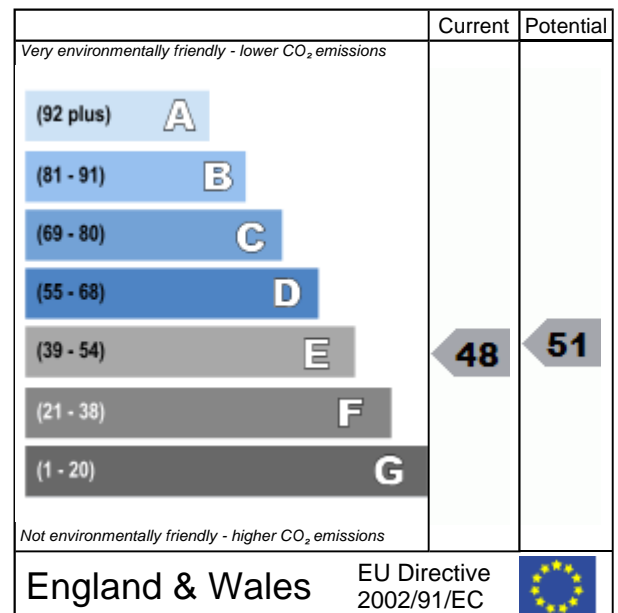 Current Potential
Very environmentally friendly - lower CO₂ emissions
(92 plus) A
(81 - 91) B
(69 - 80) C
(55 - 68) D
(39 - 54) E 48 51
(21 - 38) F
(1 - 20) G
Not environmentally friendly - higher CO₂ emissions
England & Wales
EU Directive
2002/91/EC